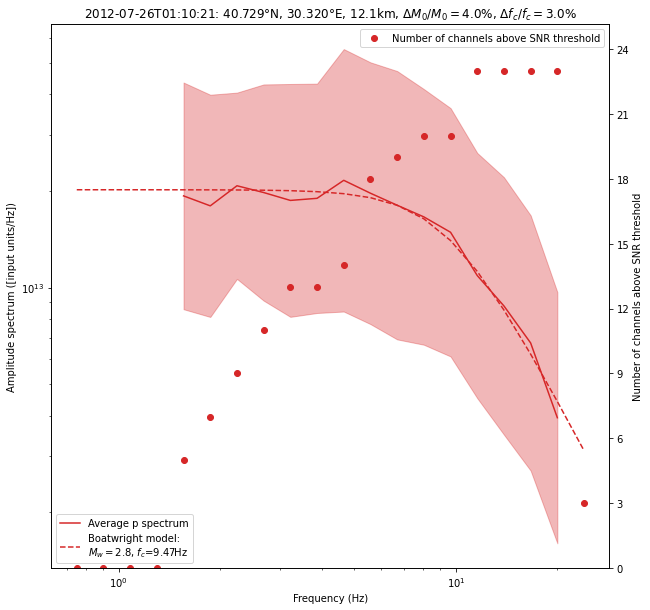 2012-07-26T01:10:21: 40.729°N, 30.320°E, 12.1km, ΔM₀/M₀ = 4.0%, Δf_c/f_c = 3.0%
Number of channels above SNR threshold
Amplitude spectrum ([input units/Hz])
10¹³
24
21
18
15
12
9
6
3
0
Number of channels above SNR threshold
Average p spectrum
Boatwright model:
M_w = 2.8, f_c=9.47Hz
10⁰
10¹
Frequency (Hz)